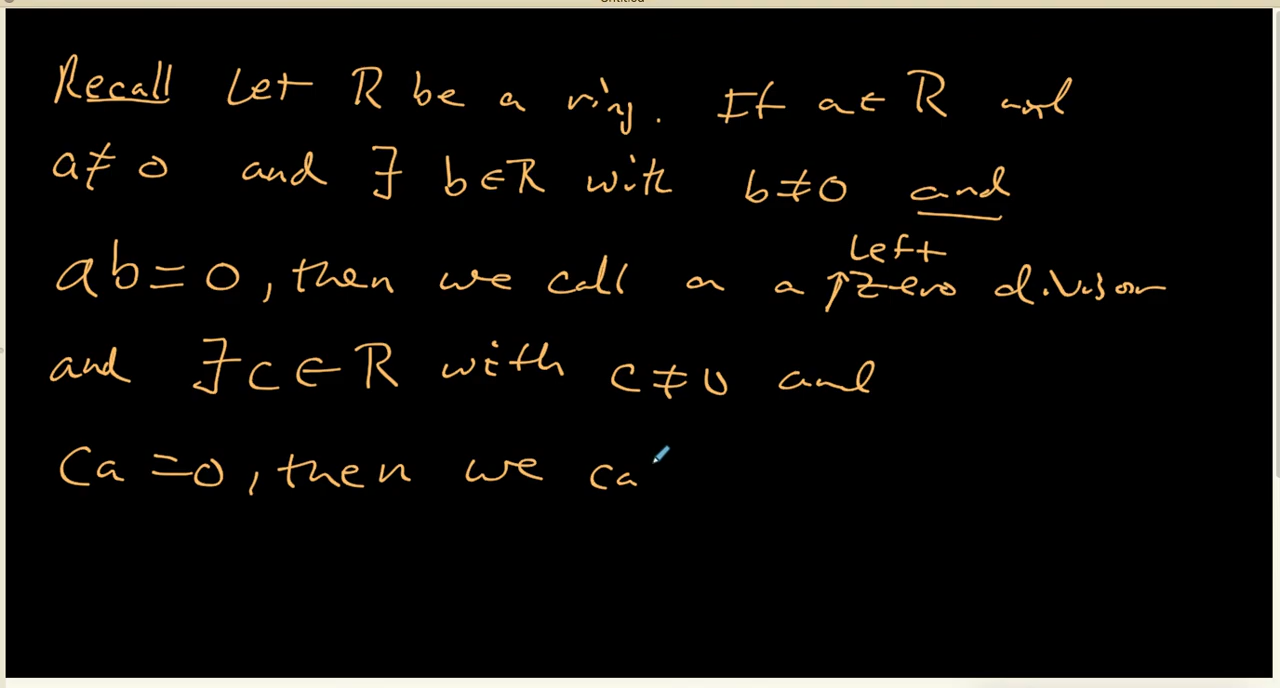 Untitled
Recall Let R be a ring. If a ∈ R and
a ≠ 0 and ∃ b ∈ R with b ≠ 0 and
Left
ab = 0, then we call a a ↑ zero divisor
and ∃ c ∈ R with c ≠ 0 and
Ca = 0, then we ca